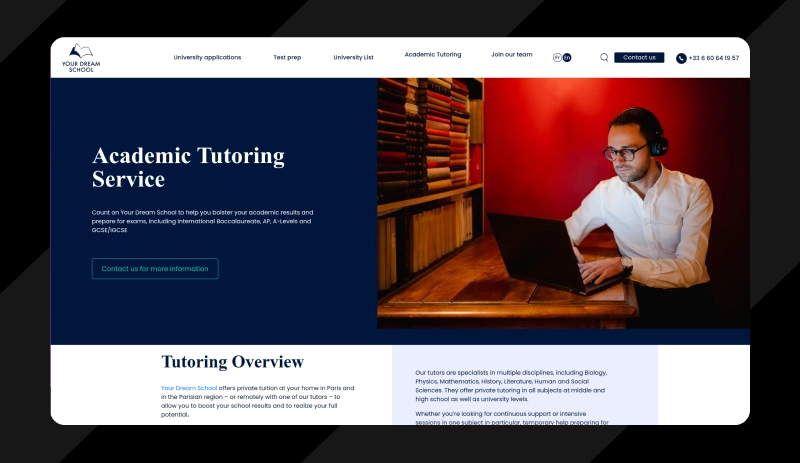 YOUR DREAM
SCHOOL
University applications
Test prep
University List
Academic Tutoring
Join our team
Fr
En
Contact us
+33 6 60 64 19 57
Academic Tutoring
Service
Count on Your Dream School to help you bolster your academic results and
prepare for exams, including International Baccalaureate, AP, A-Levels and
GCSE/IGCSE
Contact us for more information
Tutoring Overview
Your Dream School offers private tuition at your home in Paris and
in the Parisian region – or remotely with one of our tutors – to
allow you to boost your school results and to realize your full
potential.
Our tutors are specialists in multiple disciplines, including Biology,
Physics, Mathematics, History, Literature, Human and Social
Sciences. They offer private tutoring in all subjects at middle and
high school as well as university levels.
Whether you're looking for continuous support or intensive
sessions in one subject in particular, temporary help preparing for